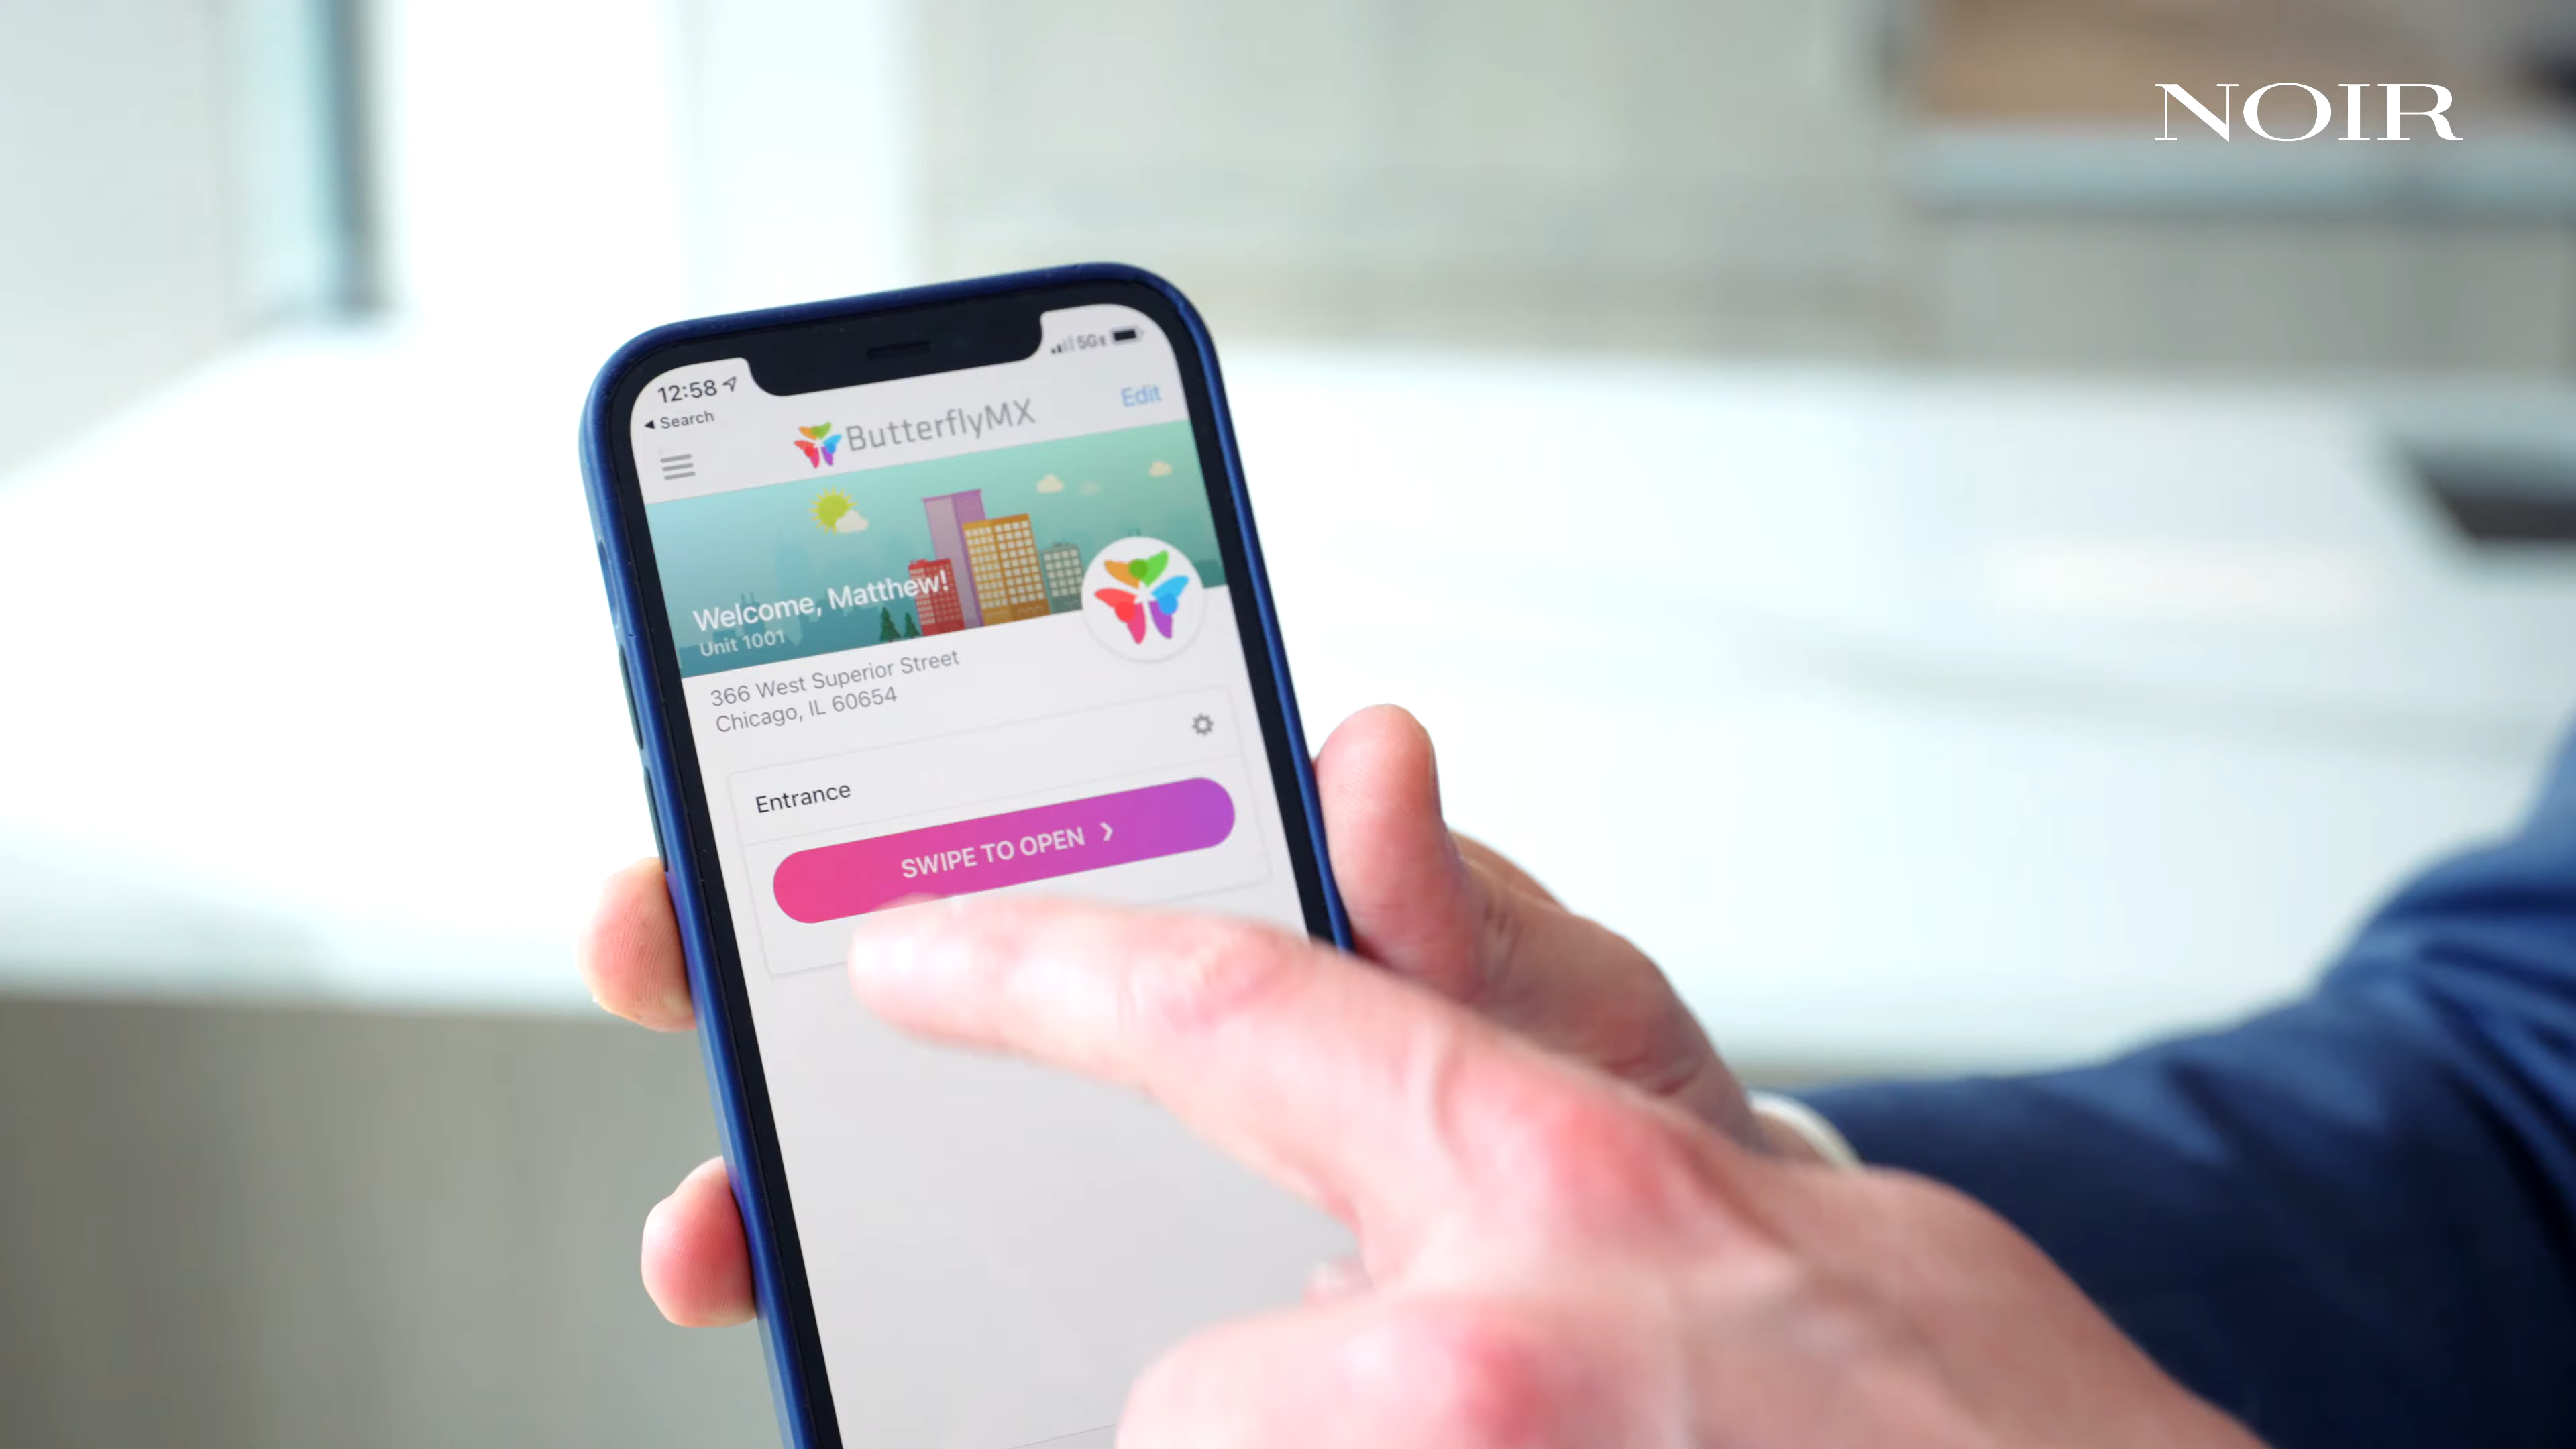 NOIR
12:58
5GE
Search
ButterflyMX
Edit
Welcome, Matthew!
Unit 1001
366 West Superior Street
Chicago, IL 60654
Entrance
SWIPE TO OPEN